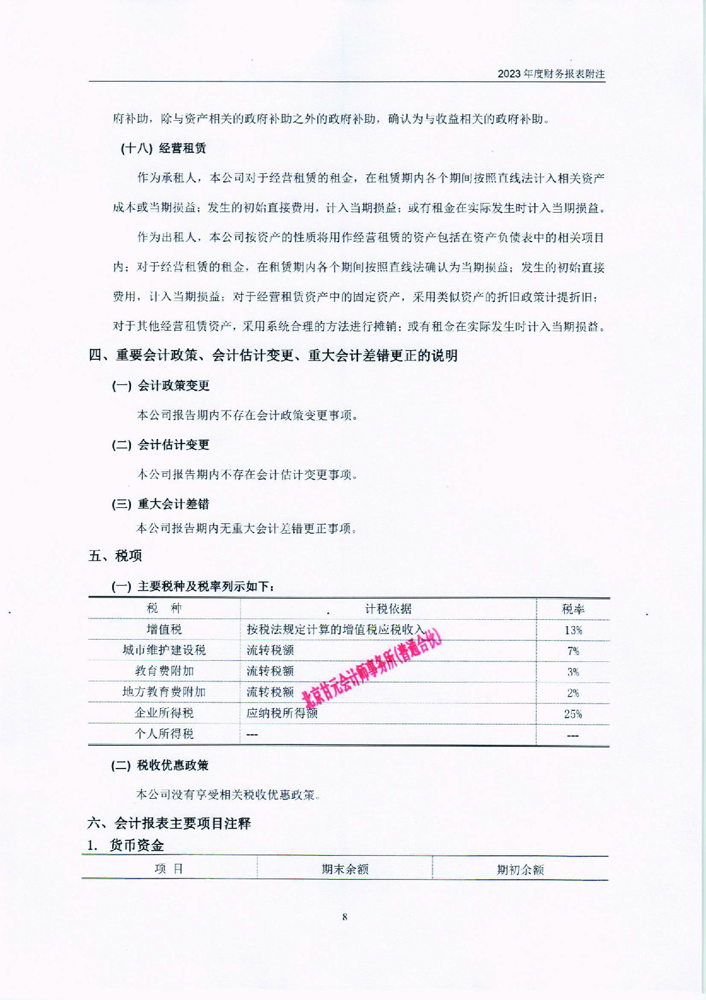 2023 年度财务报表附注
府补助，除与资产相关的政府补助之外的政府补助，确认为与收益相关的政府补助。
(十八) 经营租赁
作为承租人，本公司对于经营租赁的租金，在租赁期内各个期间按照直线法计入相关资产
成本或当期损益；发生的初始直接费用，计入当期损益；或有租金在实际发生时计入当期损益。
作为出租人，本公司按资产的性质将用作经营租赁的资产包括在资产负债表中的相关项目
内；对于经营租赁的租金，在租赁期内各个期间按照直线法确认为当期损益；发生的初始直接
费用，计入当期损益；对于经营租赁资产中的固定资产，采用类似资产的折旧政策计提折旧；
对于其他经营租赁资产，采用系统合理的方法进行摊销；或有租金在实际发生时计入当期损益。
四、重要会计政策、会计估计变更、重大会计差错更正的说明
(一) 会计政策变更
本公司报告期内不存在会计政策变更事项。
(二) 会计估计变更
本公司报告期内不存在会计估计变更事项。
(三) 重大会计差错
本公司报告期内无重大会计差错更正事项。
五、税项
(一) 主要税种及税率列示如下：
税 种 计税依据 税率
增值税 按税法规定计算的增值税应税收入 13%
城市维护建设税 流转税额 7%
教育费附加 流转税额 3%
地方教育费附加 流转税额 2%
企业所得税 应纳税所得额 25%
个人所得税 --- ---
北京甘元会计师事务所(普通合伙)
(二) 税收优惠政策
本公司没有享受相关税收优惠政策。
六、会计报表主要项目注释
1. 货币资金
项 目 期末余额 期初余额
8